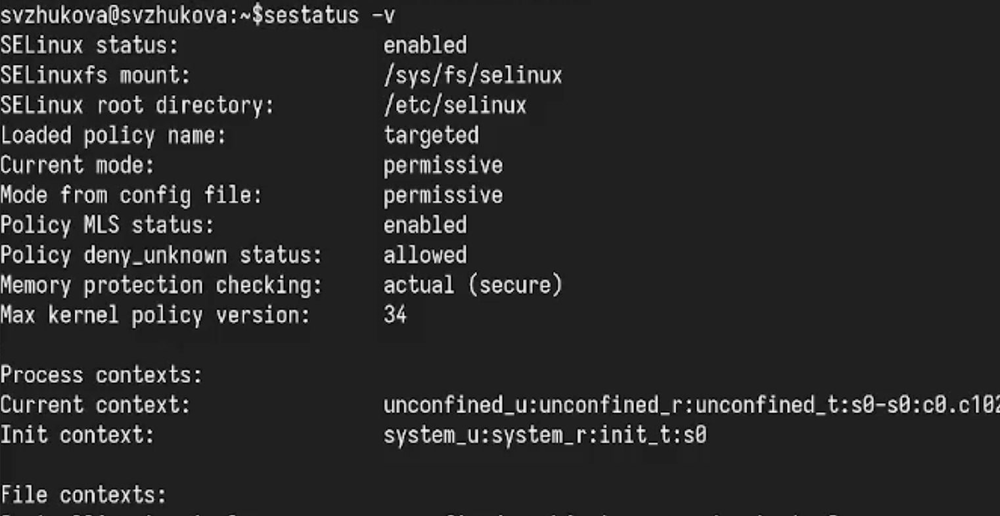 svzhukova@svzhukova:~$sestatus -v
SELinux status:                 enabled
SELinuxfs mount:                /sys/fs/selinux
SELinux root directory:         /etc/selinux
Loaded policy name:             targeted
Current mode:                   permissive
Mode from config file:          permissive
Policy MLS status:              enabled
Policy deny_unknown status:     allowed
Memory protection checking:     actual (secure)
Max kernel policy version:      34
Process contexts:
Current context:                unconfined_u:unconfined_r:unconfined_t:s0-s0:c0.c102
Init context:                   system_u:system_r:init_t:s0
File contexts: